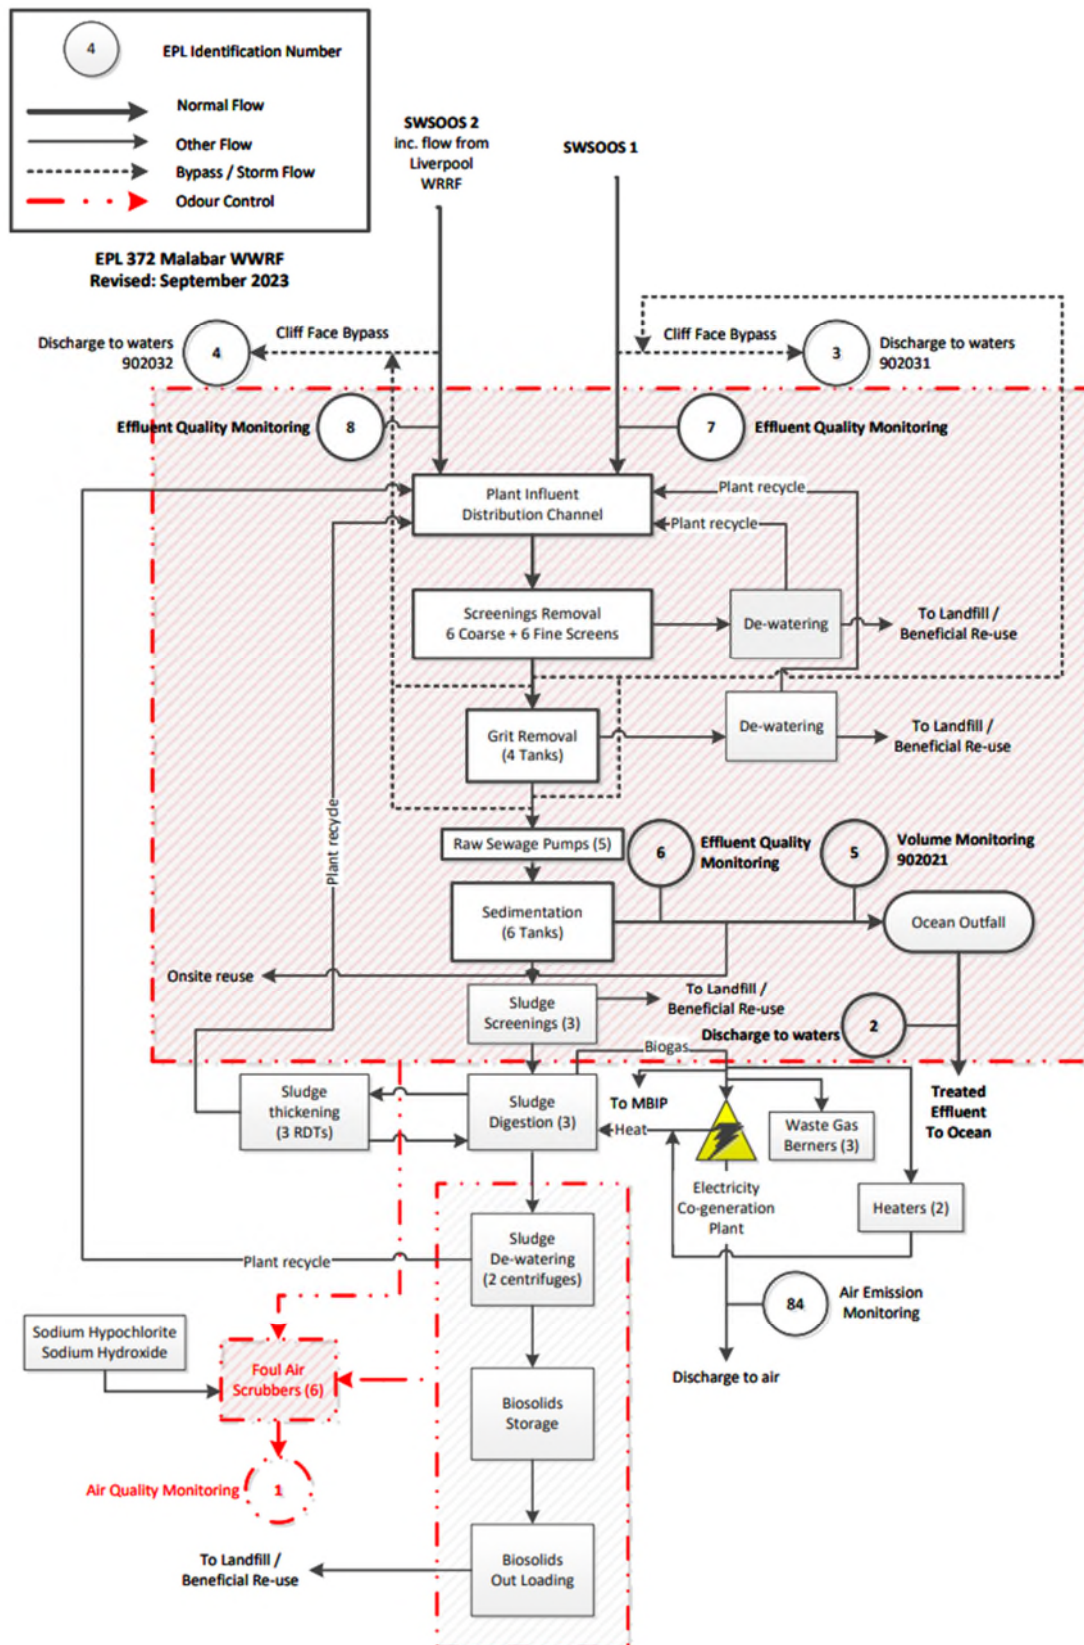 4
EPL Identification Number
Normal Flow
Other Flow
Bypass / Storm Flow
Odour Control
EPL 372 Malabar WWRF
Revised: September 2023
SWSOOS 2
inc. flow from
Liverpool
WRRF
SWSOOS 1
Discharge to waters
902032
4
Cliff Face Bypass
Cliff Face Bypass
3
Discharge to waters
902031
Effluent Quality Monitoring
8
7
Effluent Quality Monitoring
Plant Influent
Distribution Channel
Plant recycle
Plant recycle
Screenings Removal
6 Coarse + 6 Fine Screens
De-watering
To Landfill /
Beneficial Re-use
Grit Removal
(4 Tanks)
De-watering
To Landfill /
Beneficial Re-use
Plant recycle
Raw Sewage Pumps (5)
6
Effluent Quality
Monitoring
5
Volume Monitoring
902021
Sedimentation
(6 Tanks)
Ocean Outfall
Onsite reuse
Sludge
Screenings (3)
To Landfill /
Beneficial Re-use
Discharge to waters
2
Biogas
Sludge
thickening
(3 RDTs)
Sludge
Digestion (3)
To MBIP
Heat
Waste Gas
Berners (3)
Treated
Effluent
To Ocean
Electricity
Co-generation
Plant
Heaters (2)
Plant recycle
Sludge
De-watering
(2 centrifuges)
84
Air Emission
Monitoring
Sodium Hypochlorite
Sodium Hydroxide
Foul Air
Scrubbers (6)
Discharge to air
Biosolids
Storage
Air Quality Monitoring
1
To Landfill /
Beneficial Re-use
Biosolids
Out Loading